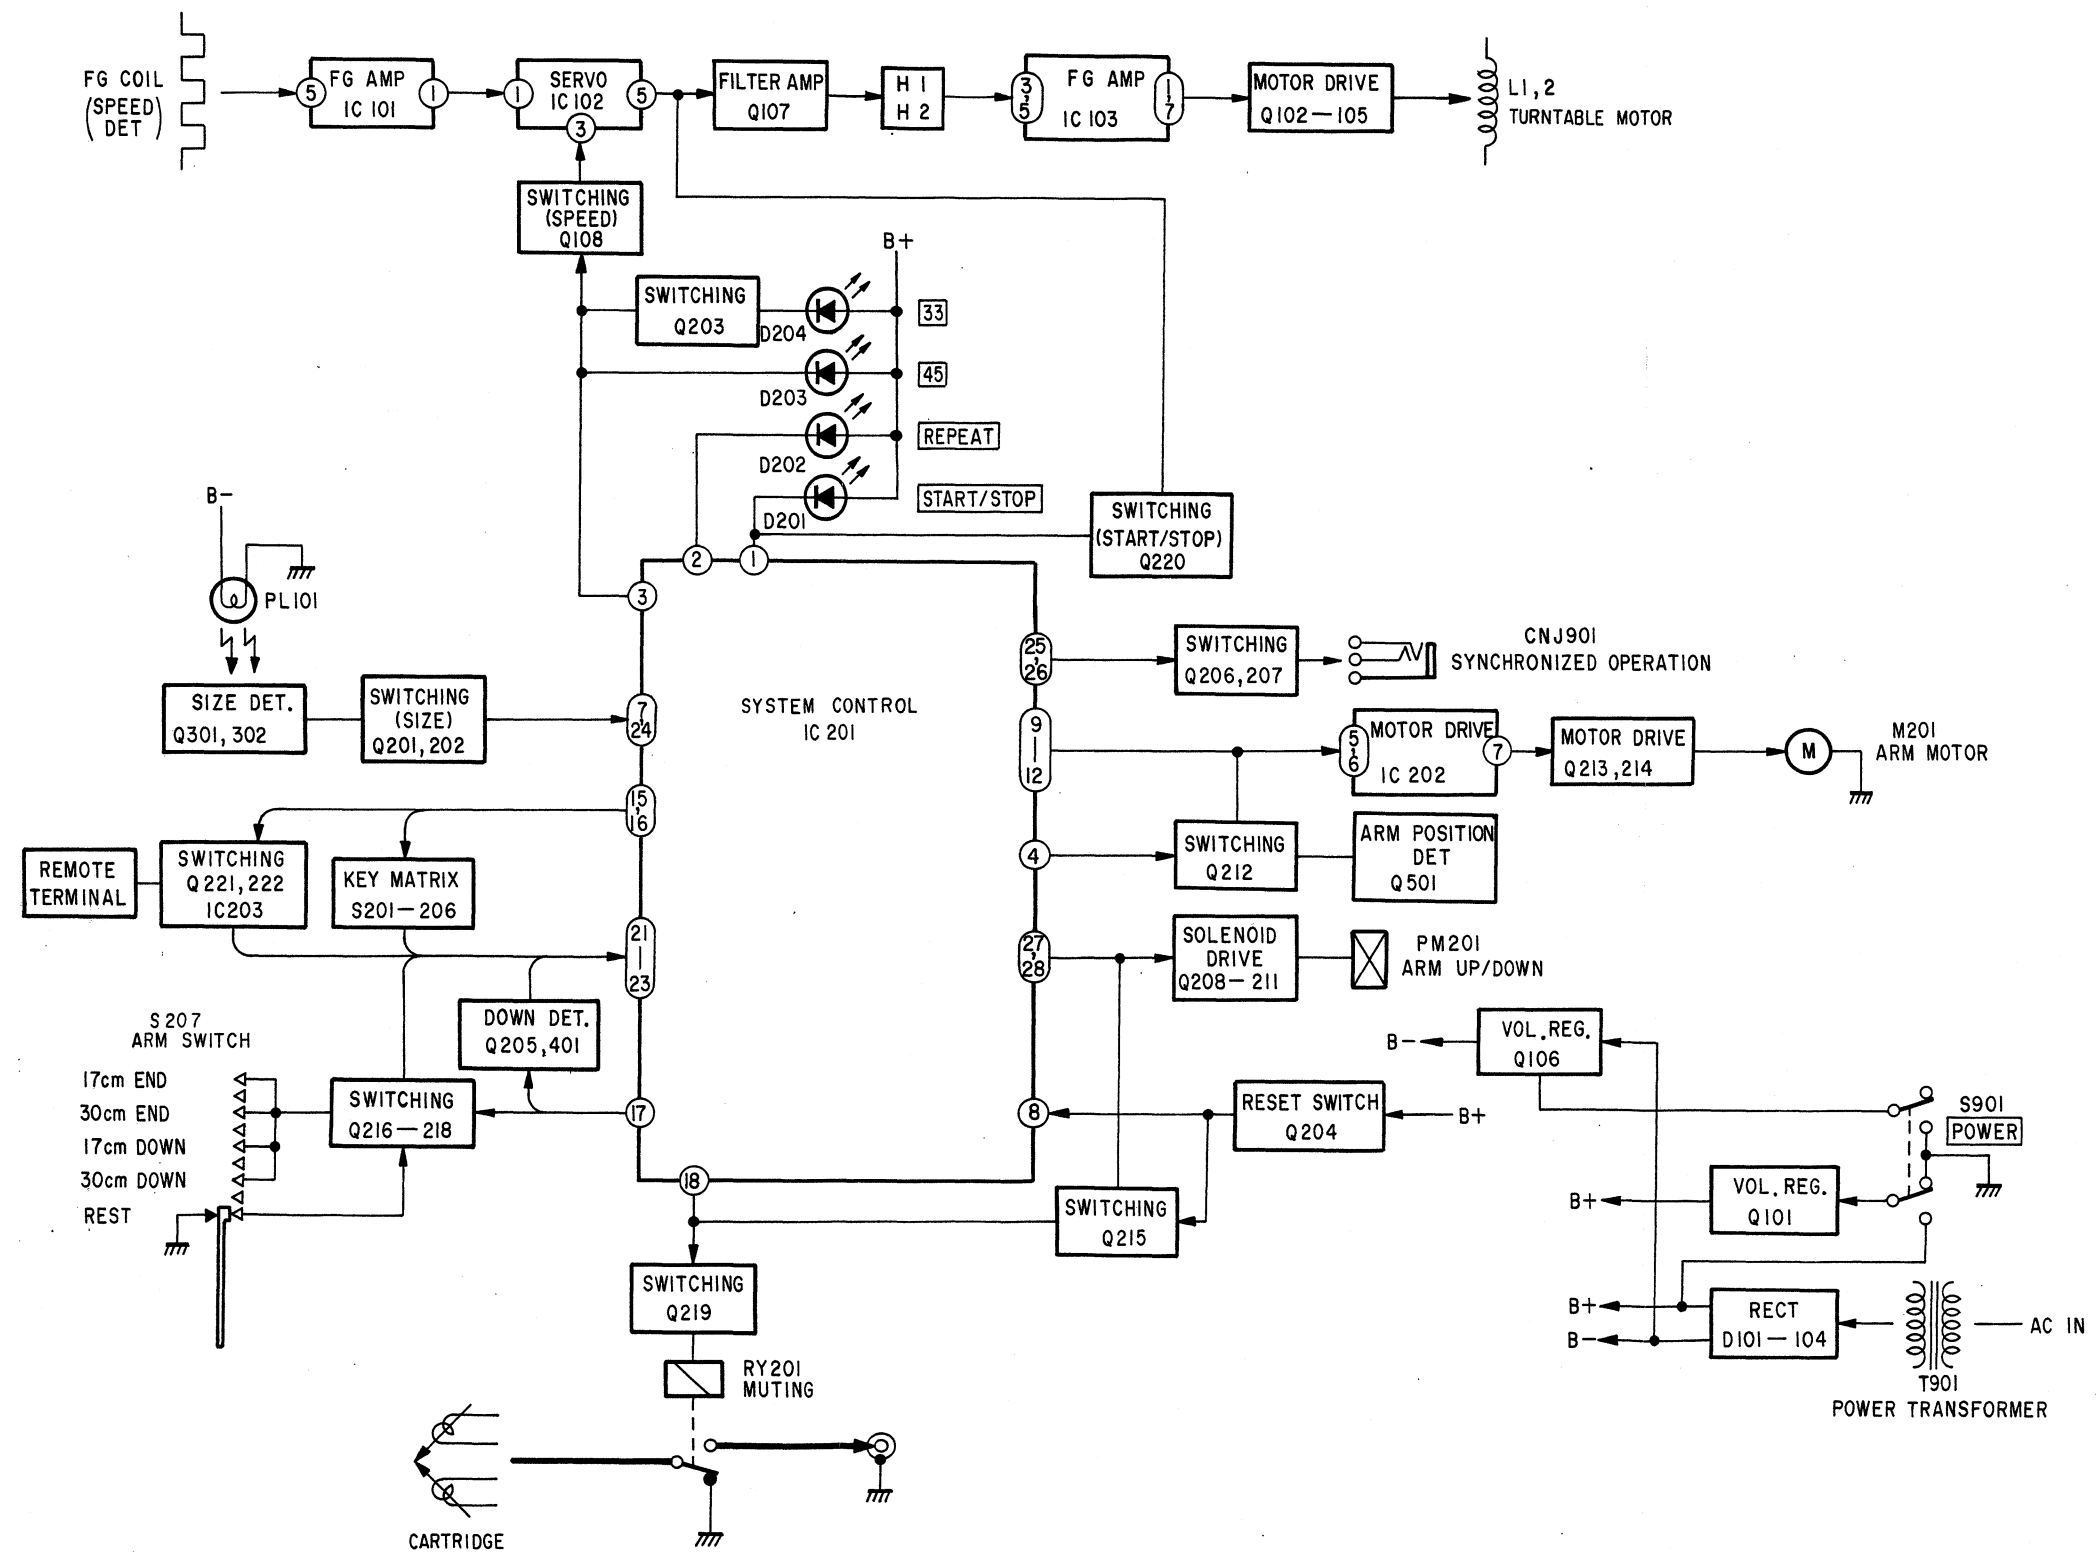 FG COIL
(SPEED
DET)
5
FG AMP
IC 101
1
1
SERVO
IC 102
5
3
FILTER AMP
Q107
H 1
H 2
3,5
FG AMP
IC 103
1,7
MOTOR DRIVE
Q102—105
L1,2
TURNTABLE MOTOR
SWITCHING
(SPEED)
Q108
B+
SWITCHING
Q203
D204
33
D203
45
D202
REPEAT
D201
START/STOP
SWITCHING
(START/STOP)
Q220
B-
PL101
2
1
3
SIZE DET.
Q301,302
SWITCHING
(SIZE)
Q201,202
7,24
SYSTEM CONTROL
IC 201
25,26
SWITCHING
Q206,207
CNJ901
SYNCHRONIZED OPERATION
9—12
5,6
MOTOR DRIVE
IC 202
7
MOTOR DRIVE
Q213,214
M
M201
ARM MOTOR
15,16
REMOTE
TERMINAL
SWITCHING
Q221,222
IC203
KEY MATRIX
S201—206
4
SWITCHING
Q212
ARM POSITION
DET
Q501
21—23
27,28
SOLENOID
DRIVE
Q208—211
PM201
ARM UP/DOWN
DOWN DET.
Q205,401
S207
ARM SWITCH
17cm END
30cm END
17cm DOWN
30cm DOWN
REST
SWITCHING
Q216—218
17
8
RESET SWITCH
Q204
B+
B-
VOL.REG.
Q106
S901
POWER
18
SWITCHING
Q215
B+
VOL.REG.
Q101
SWITCHING
Q219
B+
B-
RECT
D101—104
AC IN
T901
POWER TRANSFORMER
RY201
MUTING
CARTRIDGE